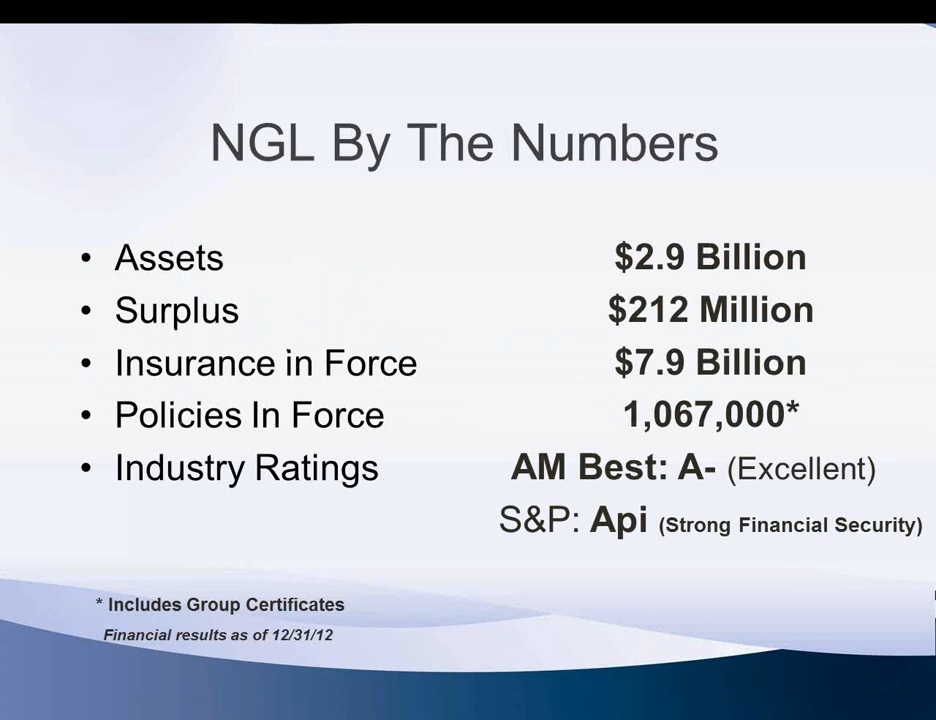 NGL By The Numbers
• Assets $2.9 Billion
• Surplus $212 Million
• Insurance in Force $7.9 Billion
• Policies In Force 1,067,000*
• Industry Ratings AM Best: A- (Excellent)
S&P: Api (Strong Financial Security)
* Includes Group Certificates
Financial results as of 12/31/12